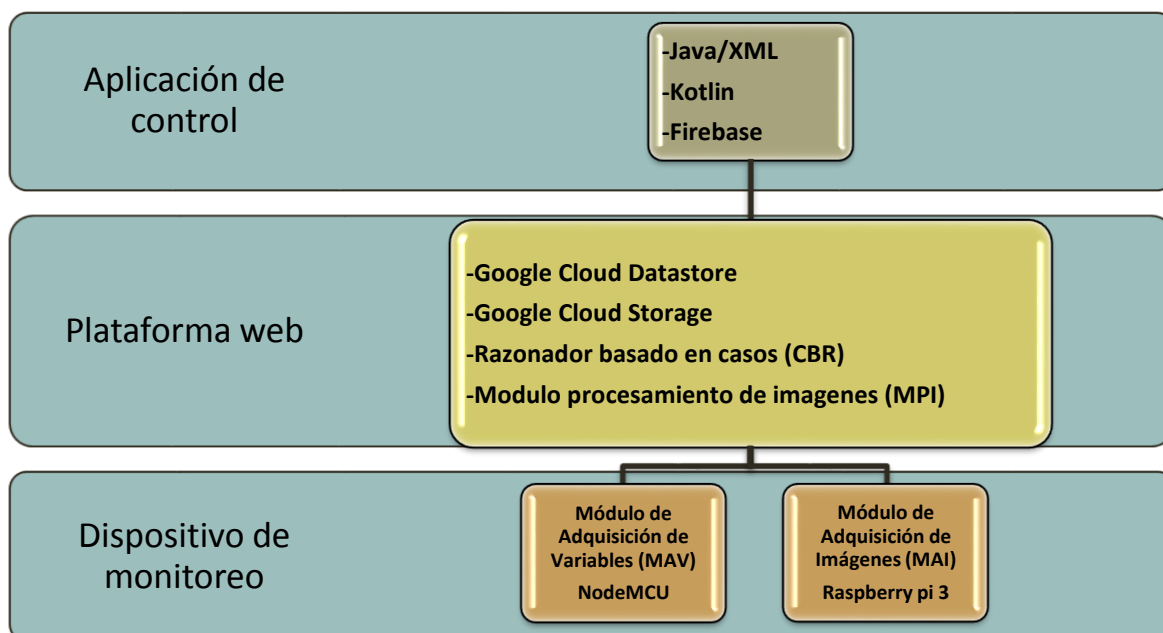 Aplicación de
control
-Java/XML
-Kotlin
-Firebase
Plataforma web
-Google Cloud Datastore
-Google Cloud Storage
-Razonador basado en casos (CBR)
-Modulo procesamiento de imagenes (MPI)
Dispositivo de
monitoreo
Módulo de
Adquisición de
Variables (MAV)
NodeMCU
Módulo de
Adquisición de
Imágenes (MAI)
Raspberry pi 3